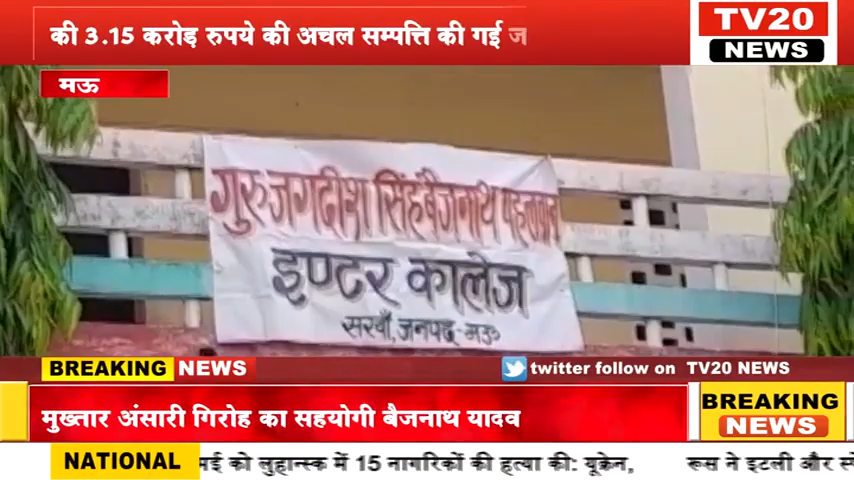 की 3.15 करोड़ रुपये की अचल सम्पत्ति की गई ज
TV20
NEWS
मऊ
गुरु जगदीश सिंह बैजनाथ
इण्टर कालेज
सरवाँ, जनपद-मऊ
BREAKING NEWS
twitter follow on TV20 NEWS
मुख्तार अंसारी गिरोह का सहयोगी बैजनाथ यादव
BREAKING
NEWS
NATIONAL मई को लुहान्स्क में 15 नागरिकों की हत्या की: यूक्रेन, रूस ने इटली और स्पे